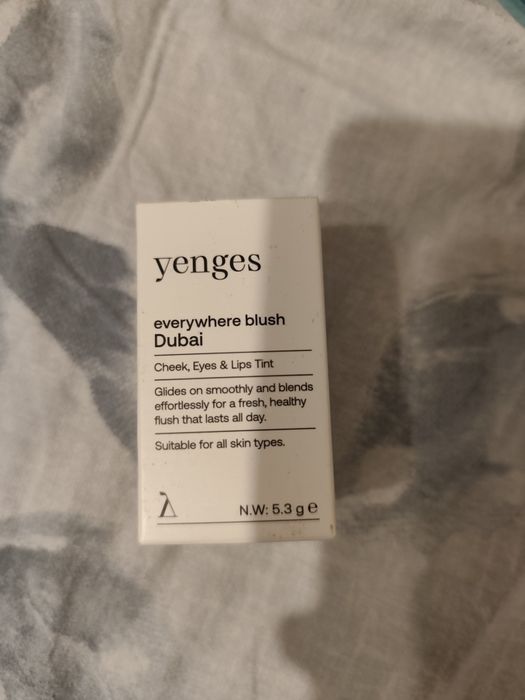 yenges
everywhere blush
Dubai
Cheek, Eyes & Lips Tint
Glides on smoothly and blends
effortlessly for a fresh, healthy
flush that lasts all day.
Suitable for all skin types.
N.W: 5.3 g ℮